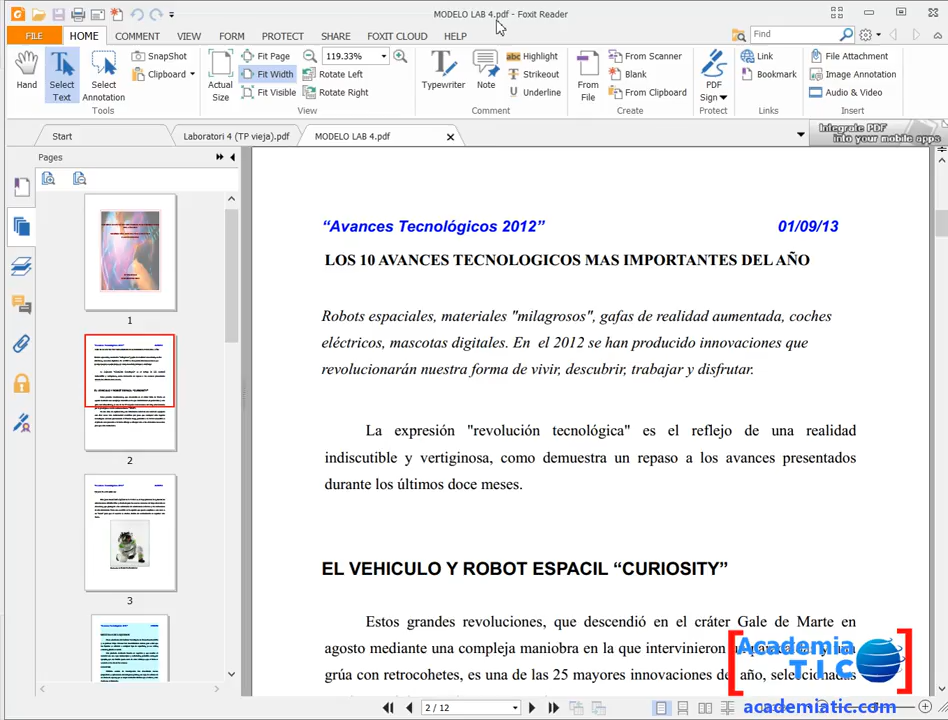 MODELO LAB 4.pdf - Foxit Reader
FILE HOME COMMENT VIEW FORM PROTECT SHARE FOXIT CLOUD HELP
Find
Hand
Select Text
Select Annotation
SnapShot
Clipboard
Tools
Actual Size
Fit Page
Fit Width
Fit Visible
119.33%
Rotate Left
Rotate Right
View
Typewriter
Note
Highlight
Strikeout
Underline
Comment
From File
From Scanner
Blank
From Clipboard
Create
PDF Sign
Protect
Link
Bookmark
Links
File Attachment
Image Annotation
Audio & Video
Insert
Start
Laboratori 4 (TP vieja).pdf
MODELO LAB 4.pdf
Integrate PDF
into your mobile apps
Pages
1
2
3
“Avances Tecnológicos 2012” 01/09/13
LOS 10 AVANCES TECNOLOGICOS MAS IMPORTANTES DEL AÑO
Robots espaciales, materiales "milagrosos", gafas de realidad aumentada, coches
eléctricos, mascotas digitales. En el 2012 se han producido innovaciones que
revolucionarán nuestra forma de vivir, descubrir, trabajar y disfrutar.
La expresión "revolución tecnológica" es el reflejo de una realidad
indiscutible y vertiginosa, como demuestra un repaso a los avances presentados
durante los últimos doce meses.
EL VEHICULO Y ROBOT ESPACIL “CURIOSITY”
Estos grandes revoluciones, que descendió en el cráter Gale de Marte en
agosto mediante una compleja maniobra en la que intervinieron
grúa con retrocohetes, es una de las 25 mayores innovaciones del año,
Academia
TIC
academiatic.com
2 / 12